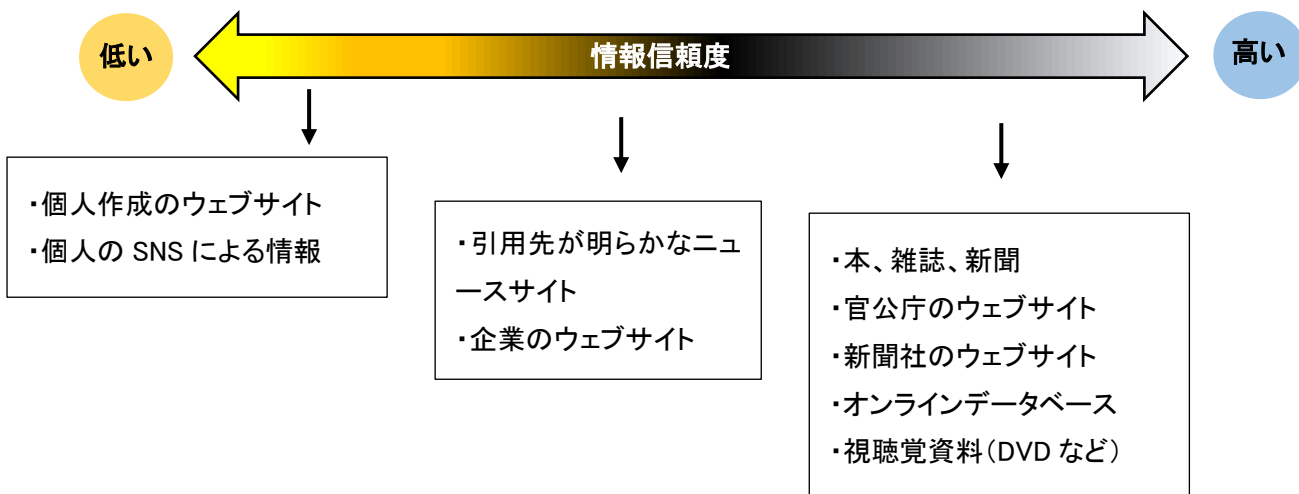 低い
情報信頼度
高い
・個人作成のウェブサイト
・個人の SNS による情報
・引用先が明らかなニュ
ースサイト
・企業のウェブサイト
・本、雑誌、新聞
・官公庁のウェブサイト
・新聞社のウェブサイト
・オンラインデータベース
・視聴覚資料(DVD など)